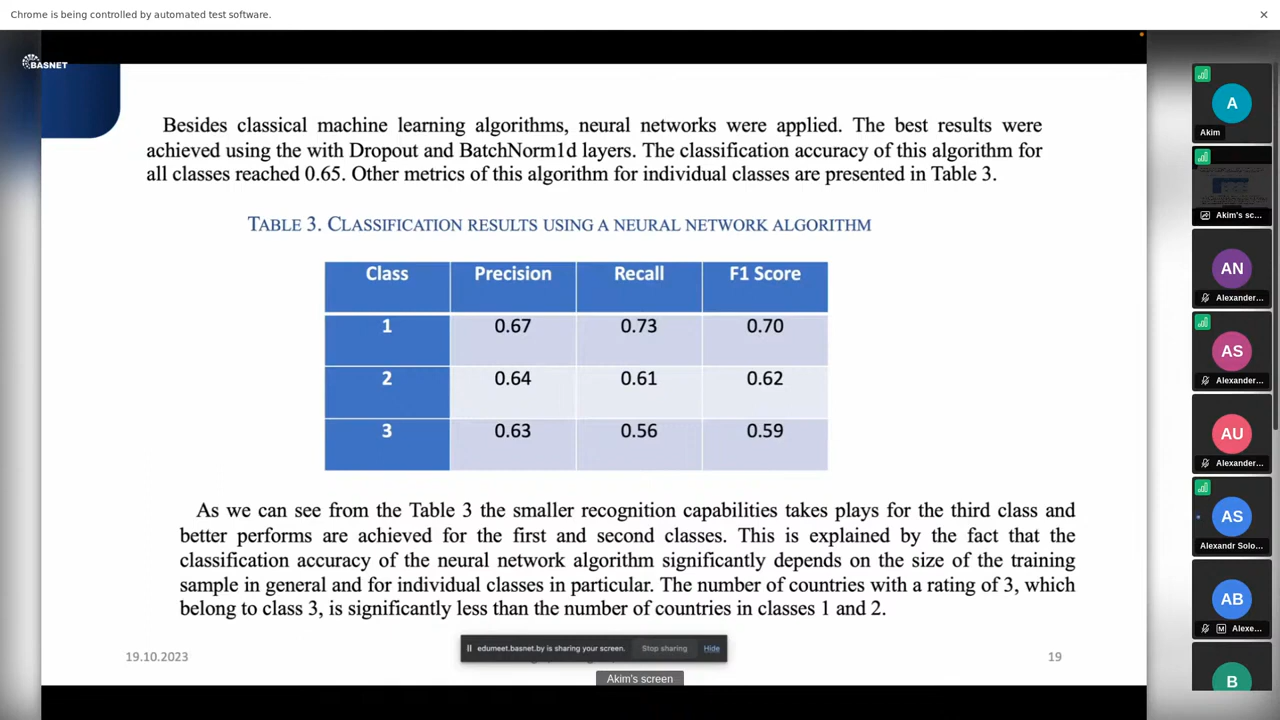 Chrome is being controlled by automated test software.
BASNET
Besides classical machine learning algorithms, neural networks were applied. The best results were
achieved using the with Dropout and BatchNorm1d layers. The classification accuracy of this algorithm for
all classes reached 0.65. Other metrics of this algorithm for individual classes are presented in Table 3.
TABLE 3. CLASSIFICATION RESULTS USING A NEURAL NETWORK ALGORITHM
Class Precision Recall F1 Score
1 0.67 0.73 0.70
2 0.64 0.61 0.62
3 0.63 0.56 0.59
As we can see from the Table 3 the smaller recognition capabilities takes plays for the third class and
better performs are achieved for the first and second classes. This is explained by the fact that the
classification accuracy of the neural network algorithm significantly depends on the size of the training
sample in general and for individual classes in particular. The number of countries with a rating of 3, which
belong to class 3, is significantly less than the number of countries in classes 1 and 2.
edumeet.basnet.by is sharing your screen. Stop sharing Hide
19.10.2023
19
Akim's screen
A
Akim
Akim's sc...
AN
Alexander...
AS
Alexander...
AU
Alexander...
AS
Alexandr Solo...
AB
M Alexe...
B